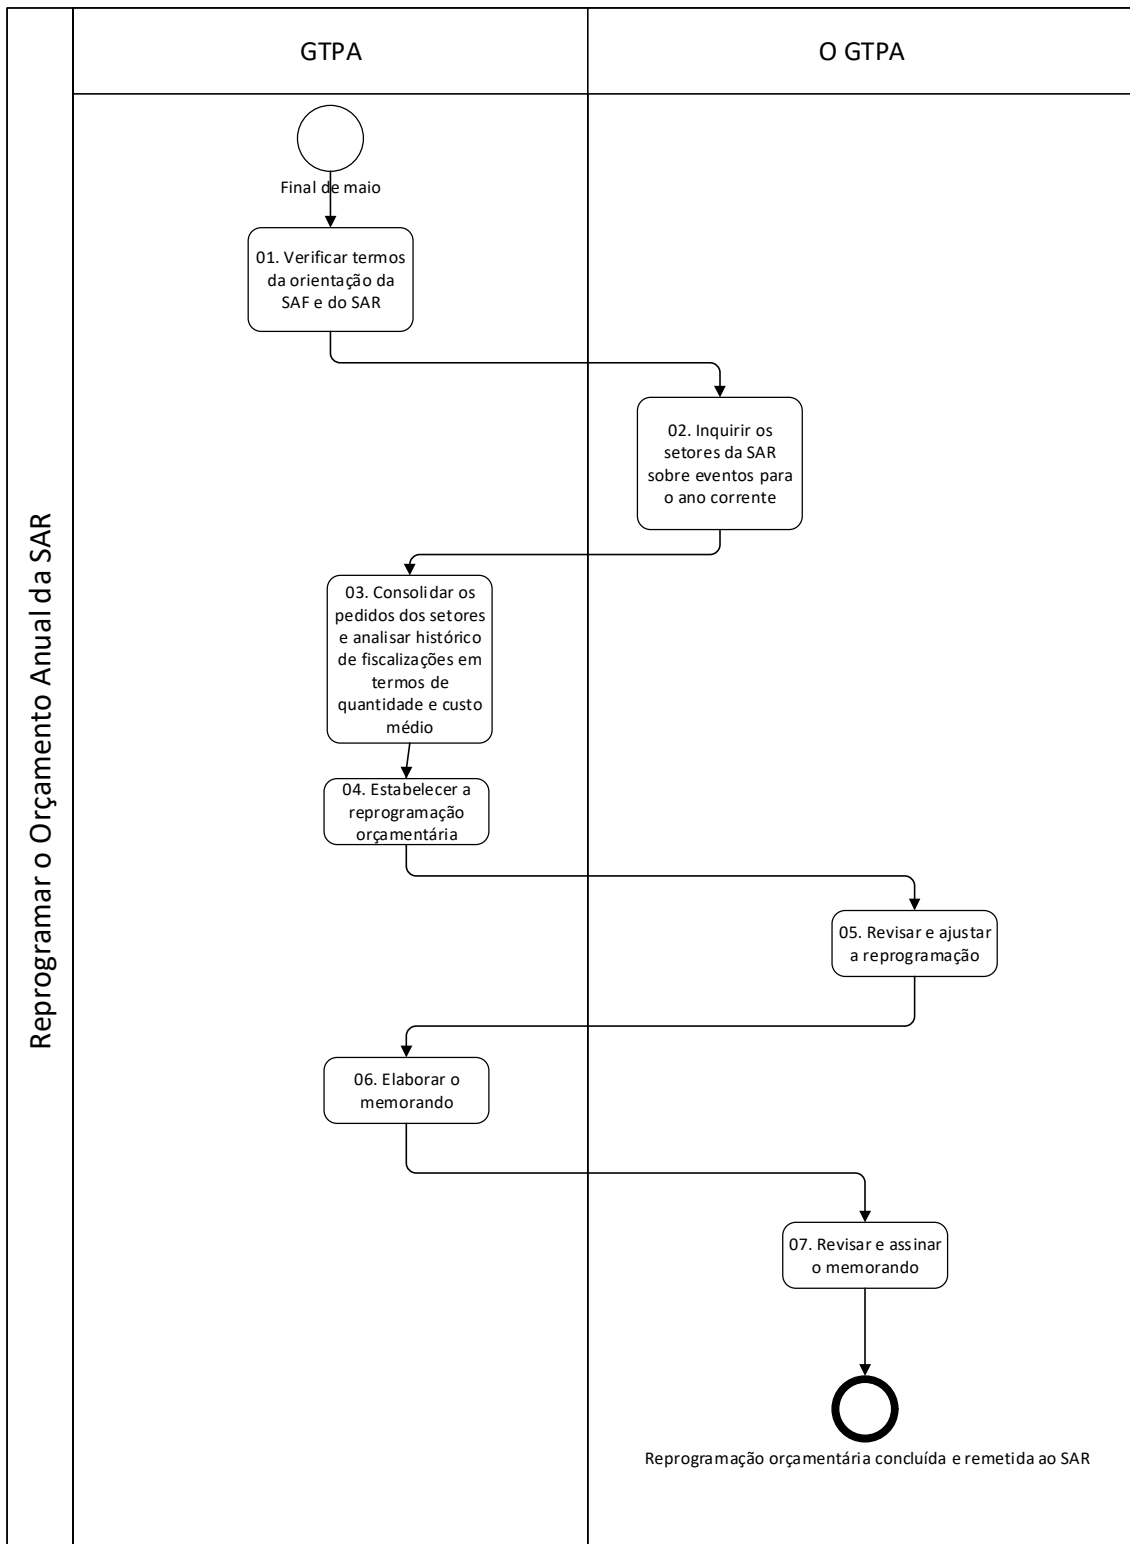 Reprogramar o Orçamento Anual da SAR
GTPA
O GTPA
Final de maio
01. Verificar termos
da orientação da
SAF e do SAR
02. Inquirir os
setores da SAR
sobre eventos para
o ano corrente
03. Consolidar os
pedidos dos setores
e analisar histórico
de fiscalizações em
termos de
quantidade e custo
médio
04. Estabelecer a
reprogramação
orçamentária
05. Revisar e ajustar
a reprogramação
06. Elaborar o
memorando
07. Revisar e assinar
o memorando
Reprogramação orçamentária concluída e remetida ao SAR